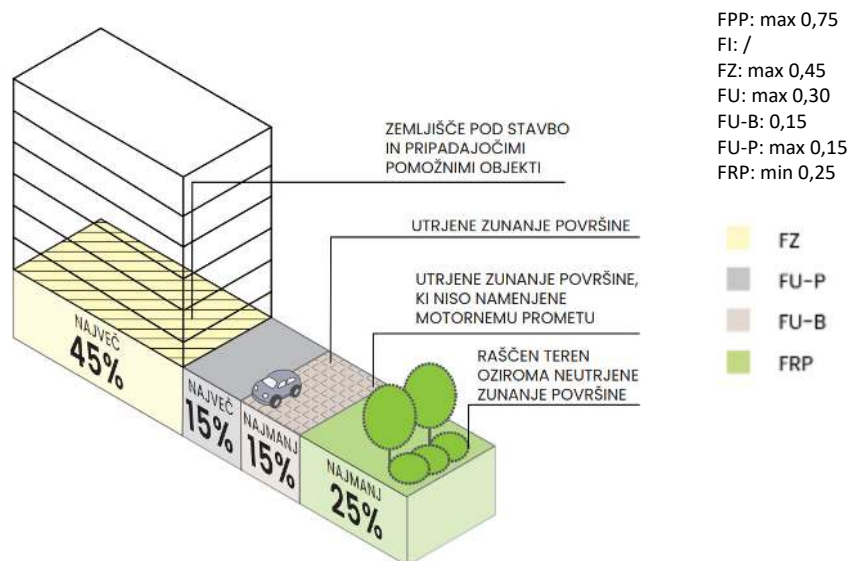 FPP: max 0,75
FI: /
FZ: max 0,45
FU: max 0,30
FU-B: 0,15
FU-P: max 0,15
FRP: min 0,25
ZEMLJIŠČE POD STAVBO
IN PRIPADAJOČIMI
POMOŽNIMI OBJEKTI
UTRJENE ZUNANJE POVRŠINE
UTRJENE ZUNANJE POVRŠINE,
KI NISO NAMENJENE
MOTORNEMU PROMETU
RAŠČEN TEREN
OZIROMA NEUTRJENE
ZUNANJE POVRŠINE
NAJVEČ
45%
NAJVEČ
15%
NAJMANJ
15%
NAJMANJ
25%
FZ
FU-P
FU-B
FRP